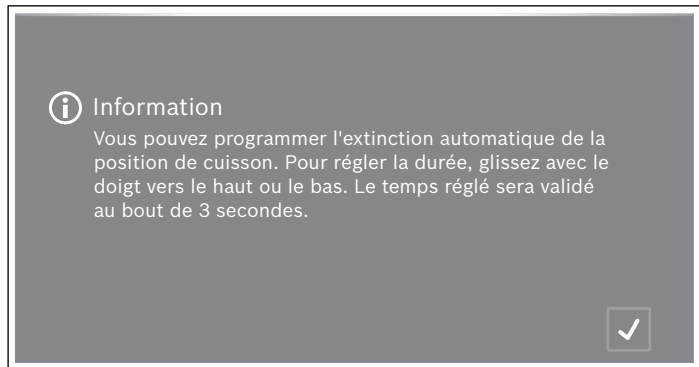 Information
Vous pouvez programmer l'extinction automatique de la
position de cuisson. Pour régler la durée, glissez avec le
doigt vers le haut ou le bas. Le temps réglé sera validé
au bout de 3 secondes.